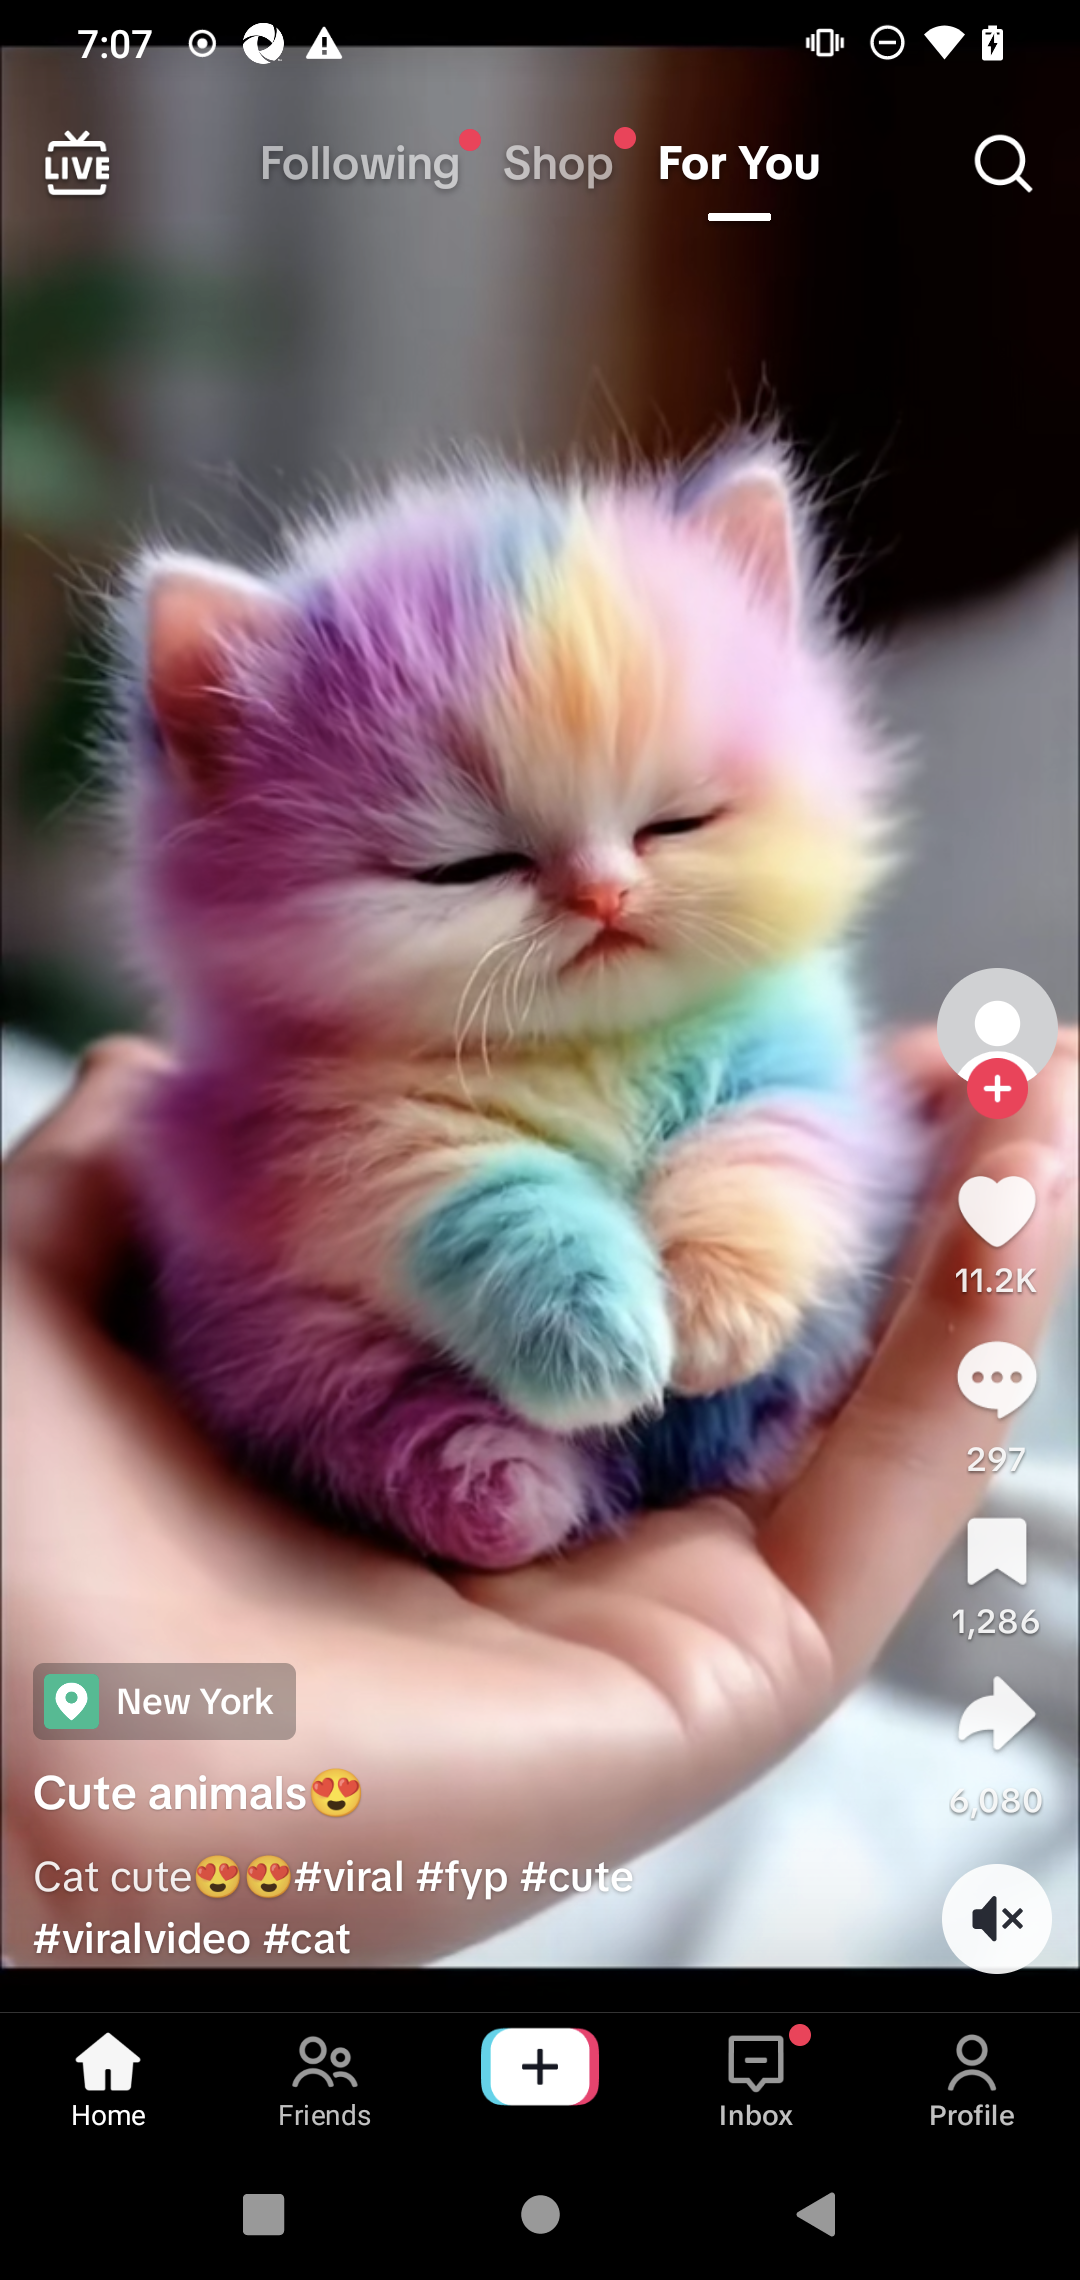 7:07
LIVE
Following Shop For You
11.2K
297
1,286
6,080
New York
Cute animals😍
Cat cute😍😍#viral #fyp #cute
#viralvideo #cat
Home Friends Inbox Profile